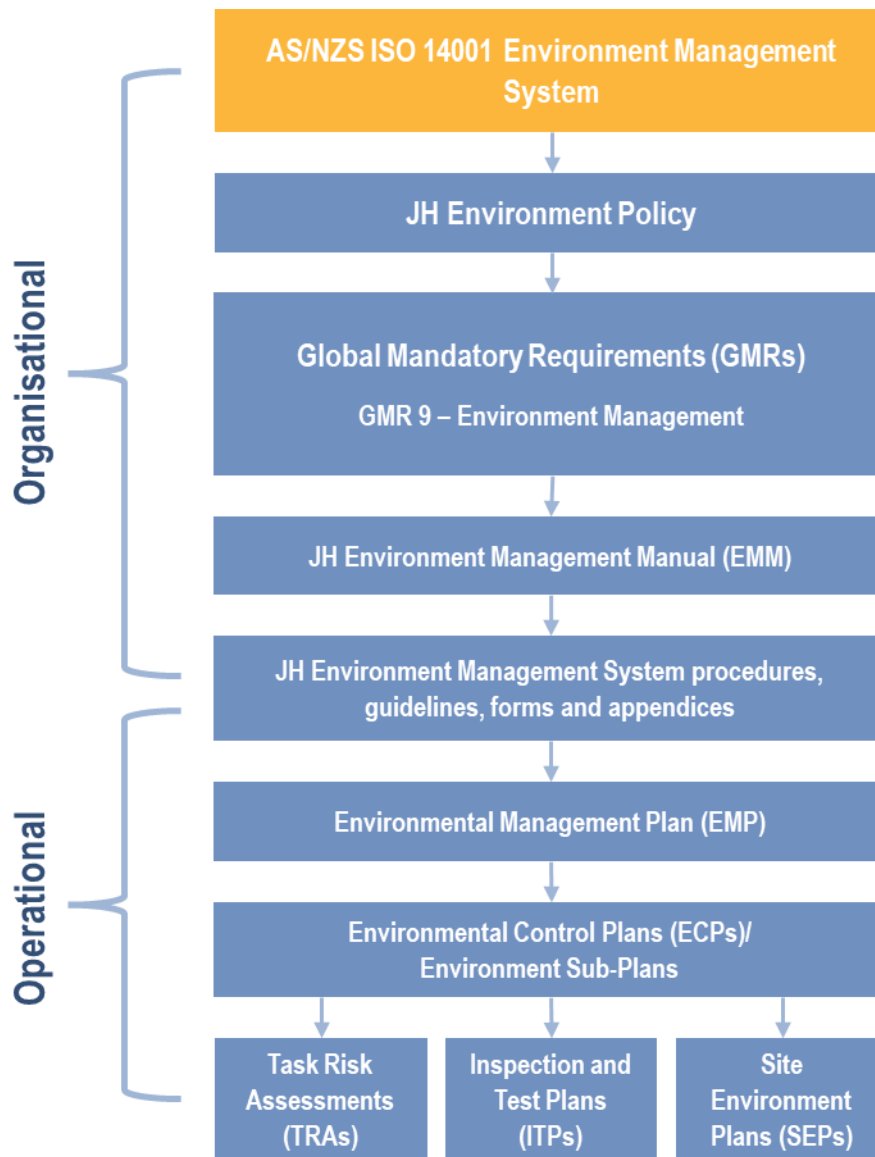 AS/NZS ISO 14001 Environment Management
System
JH Environment Policy
Global Mandatory Requirements (GMRs)
GMR 9 – Environment Management
JH Environment Management Manual (EMM)
JH Environment Management System procedures,
guidelines, forms and appendices
Organisational
Environmental Management Plan (EMP)
Environmental Control Plans (ECPs)/
Environment Sub-Plans
Task Risk
Assessments
(TRAs)
Inspection and
Test Plans
(ITPs)
Site
Environment
Plans (SEPs)
Operational